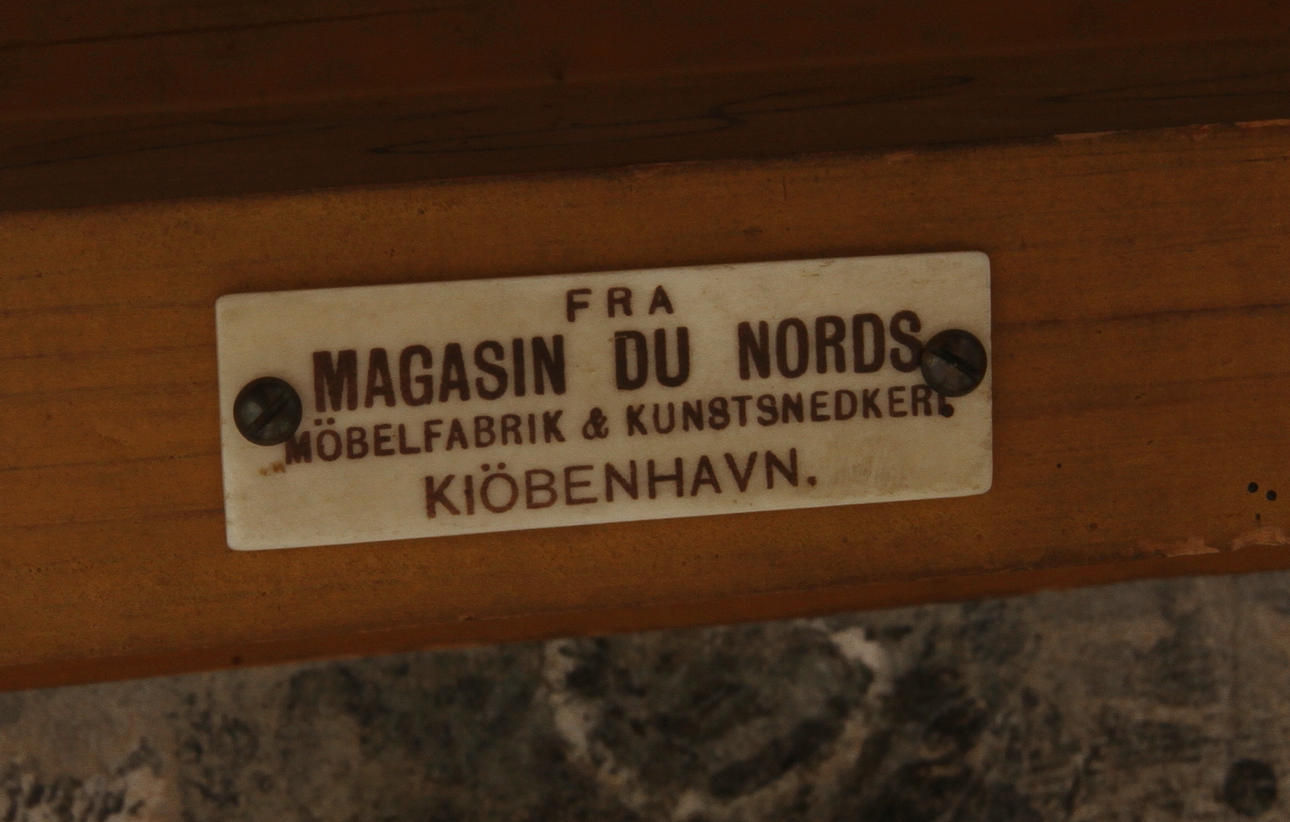 FRA
MAGASIN DU NORDS
MÖBELFABRIK & KUNSTSNEDKERI.
KIÖBENHAVN.